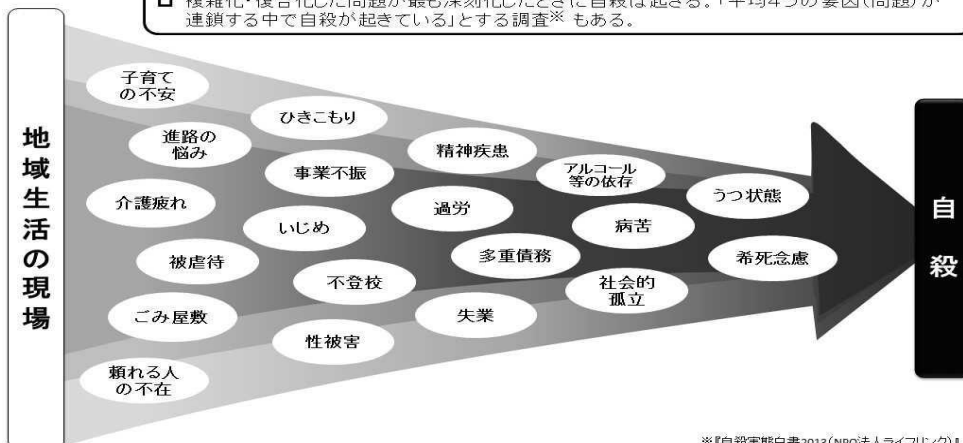 複雑化・複合化した問題が最も深刻化したときに自殺は起きる。「平均4つの要因(問題)が
連鎖する中で自殺が起きている」とする調査※ もある。
地域生活の現場
子育て
の不安
進路の
悩み
介護疲れ
被虐待
ごみ屋敷
頼れる人
の不在
ひきこもり
事業不振
いじめ
不登校
性被害
精神疾患
過労
多重債務
失業
アルコール
等の依存
病苦
社会的
孤立
うつ状態
希死念慮
自殺
※『自殺実態白書2013(NPO法人ライフリンク)』